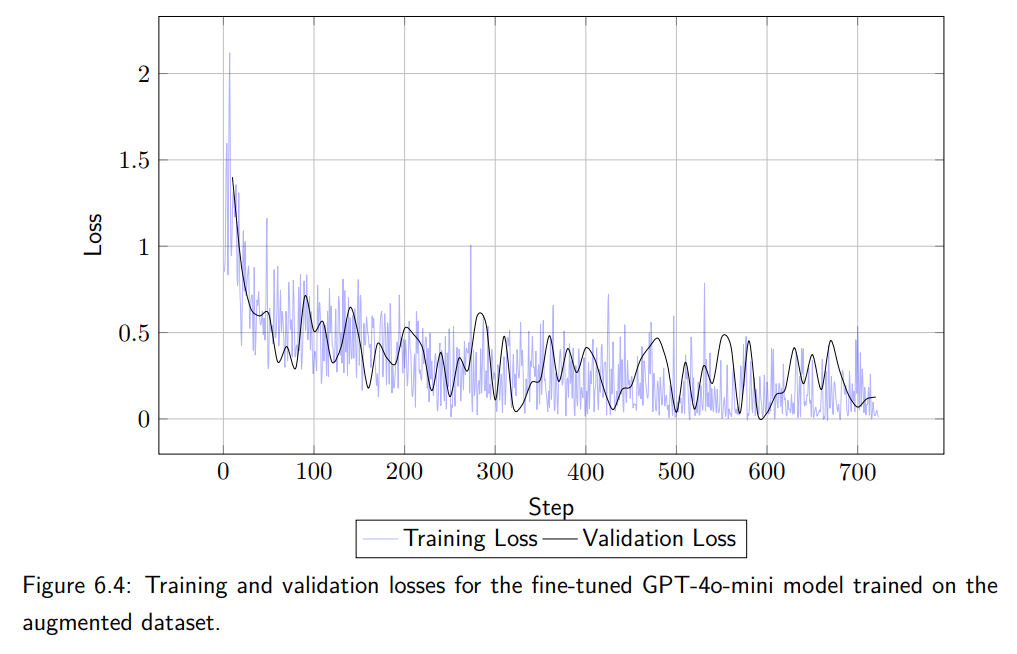 2
1.5
1
0.5
0
Loss
0 100 200 300 400 500 600 700
Step
Training Loss Validation Loss
Figure 6.4: Training and validation losses for the fine-tuned GPT-4o-mini model trained on the
augmented dataset.